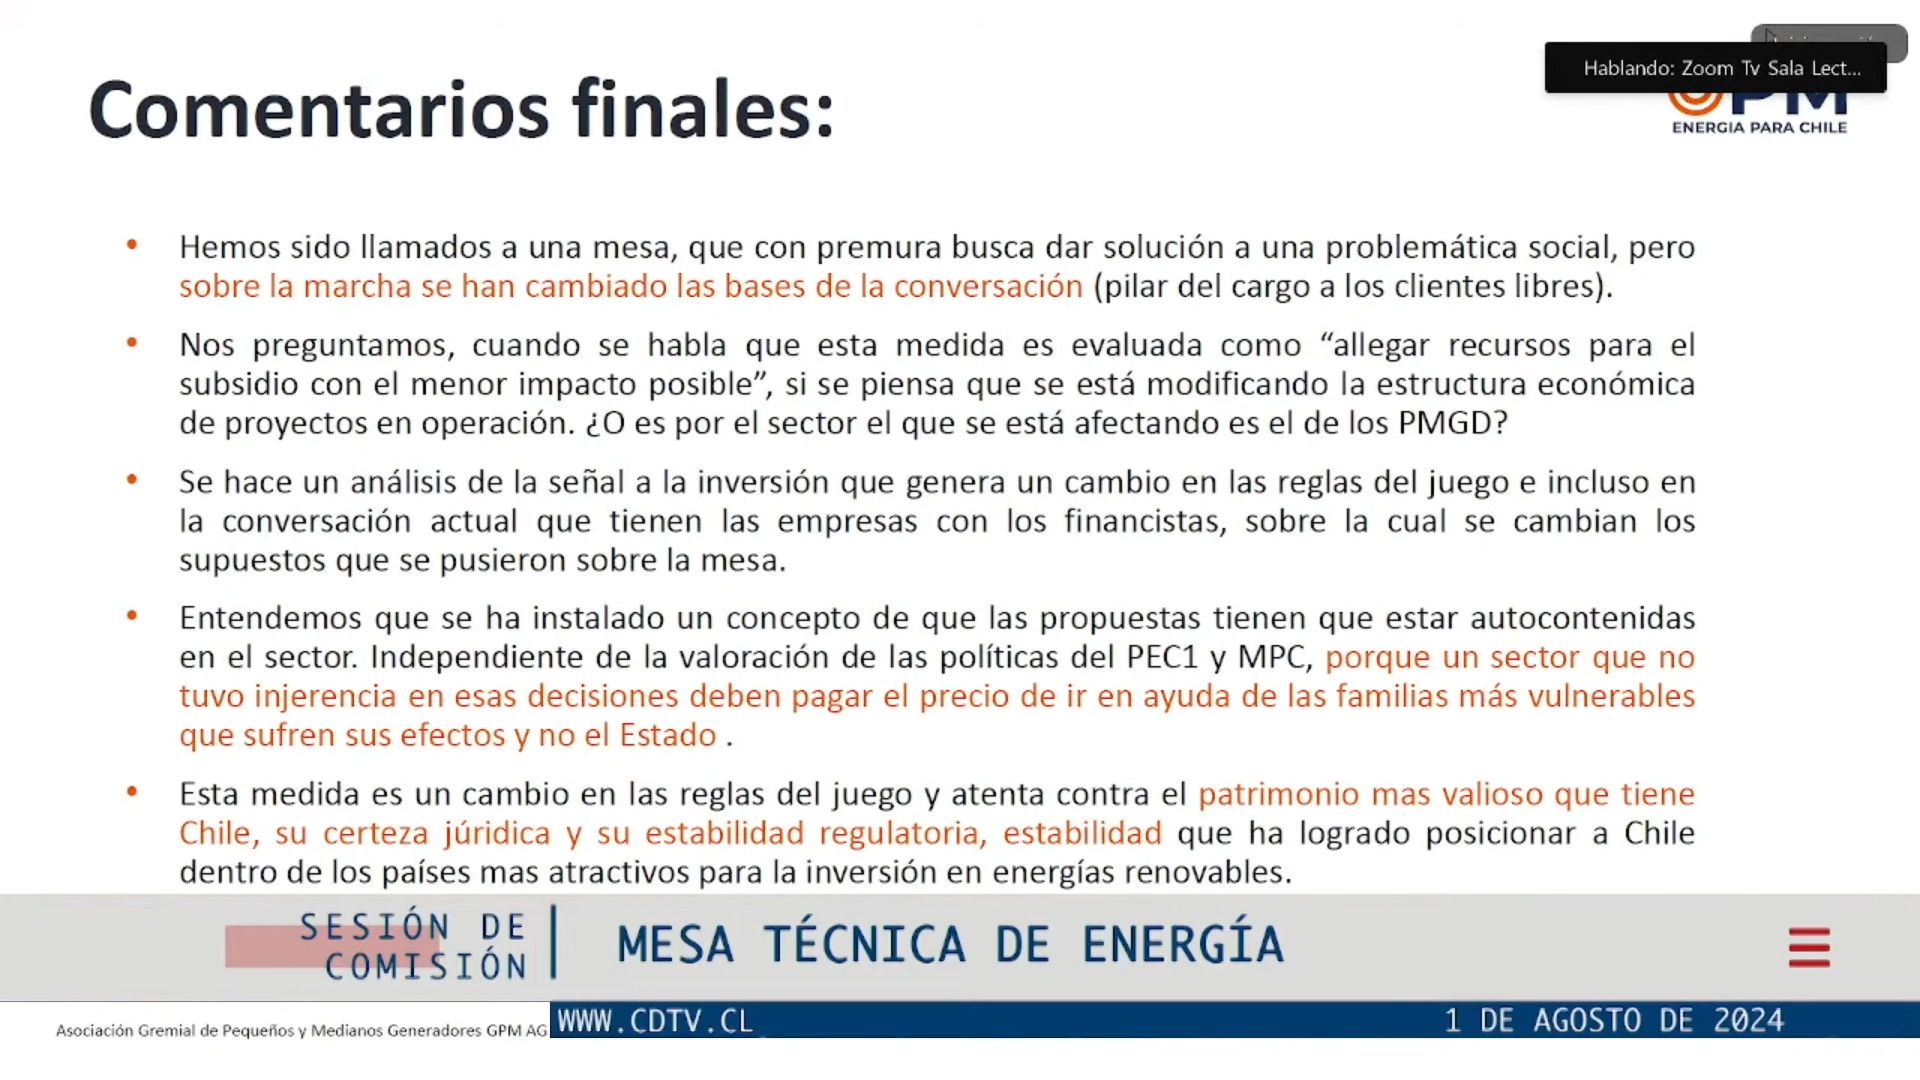 Comentarios finales:
Hablando: Zoom Tv Sala Lect...
ENERGIA PARA CHILE
• Hemos sido llamados a una mesa, que con premura busca dar solución a una problemática social, pero
sobre la marcha se han cambiado las bases de la conversación (pilar del cargo a los clientes libres).
• Nos preguntamos, cuando se habla que esta medida es evaluada como “allegar recursos para el
subsidio con el menor impacto posible”, si se piensa que se está modificando la estructura económica
de proyectos en operación. ¿O es por el sector el que se está afectando es el de los PMGD?
• Se hace un análisis de la señal a la inversión que genera un cambio en las reglas del juego e incluso en
la conversación actual que tienen las empresas con los financistas, sobre la cual se cambian los
supuestos que se pusieron sobre la mesa.
• Entendemos que se ha instalado un concepto de que las propuestas tienen que estar autocontenidas
en el sector. Independiente de la valoración de las políticas del PEC1 y MPC, porque un sector que no
tuvo injerencia en esas decisiones deben pagar el precio de ir en ayuda de las familias más vulnerables
que sufren sus efectos y no el Estado .
• Esta medida es un cambio en las reglas del juego y atenta contra el patrimonio mas valioso que tiene
Chile, su certeza júridica y su estabilidad regulatoria, estabilidad que ha logrado posicionar a Chile
dentro de los países mas atractivos para la inversión en energías renovables.
SESIÓN DE
COMISIÓN
MESA TÉCNICA DE ENERGÍA
Asociación Gremial de Pequeños y Medianos Generadores GPM AG
WWW.CDTV.CL
1 DE AGOSTO DE 2024